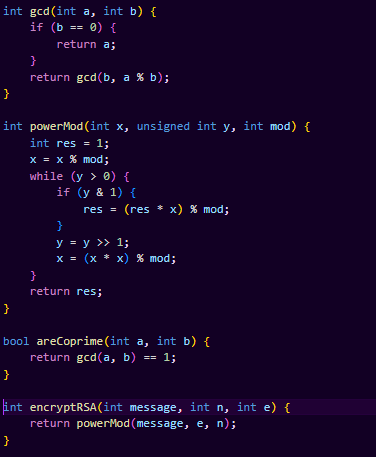 int gcd(int a, int b) {
    if (b == 0) {
        return a;
    }
    return gcd(b, a % b);
}

int powerMod(int x, unsigned int y, int mod) {
    int res = 1;
    x = x % mod;
    while (y > 0) {
        if (y & 1) {
            res = (res * x) % mod;
        }
        y = y >> 1;
        x = (x * x) % mod;
    }
    return res;
}

bool areCoprime(int a, int b) {
    return gcd(a, b) == 1;
}

int encryptRSA(int message, int n, int e) {
    return powerMod(message, e, n);
}